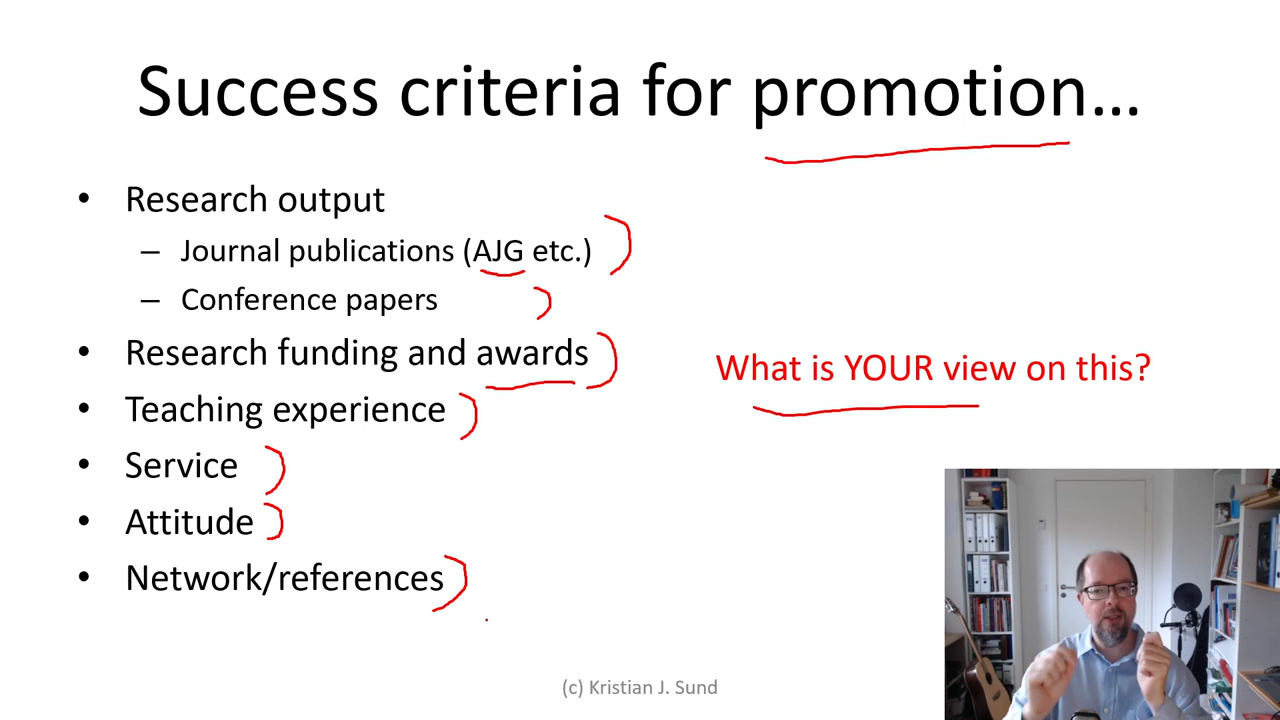 Success criteria for promotion...
• Research output
– Journal publications (AJG etc.)
– Conference papers
• Research funding and awards
• Teaching experience
• Service
• Attitude
• Network/references
What is YOUR view on this?
(c) Kristian J. Sund